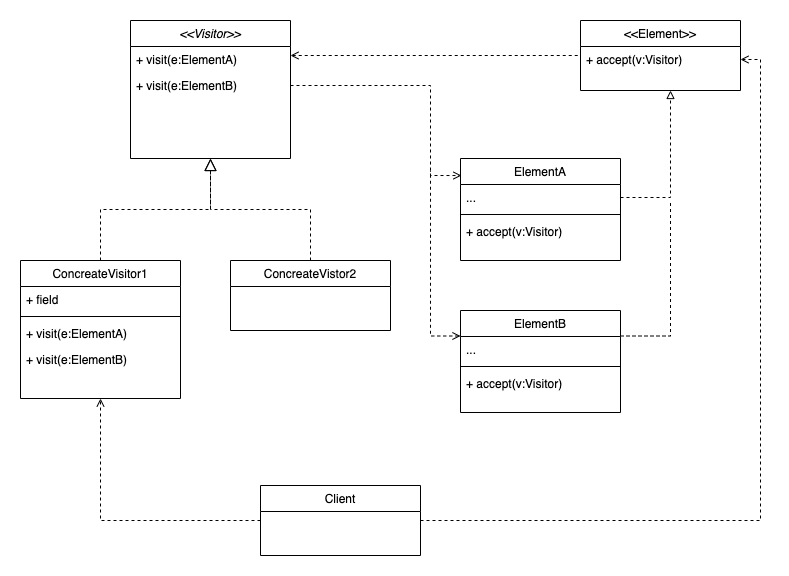 <<Visitor>>
+ visit(e:ElementA)
+ visit(e:ElementB)
<<Element>>
+ accept(v:Visitor)
ElementA
...
+ accept(v:Visitor)
ConcreateVisitor1
+ field
+ visit(e:ElementA)
+ visit(e:ElementB)
ConcreateVistor2
ElementB
...
+ accept(v:Visitor)
Client